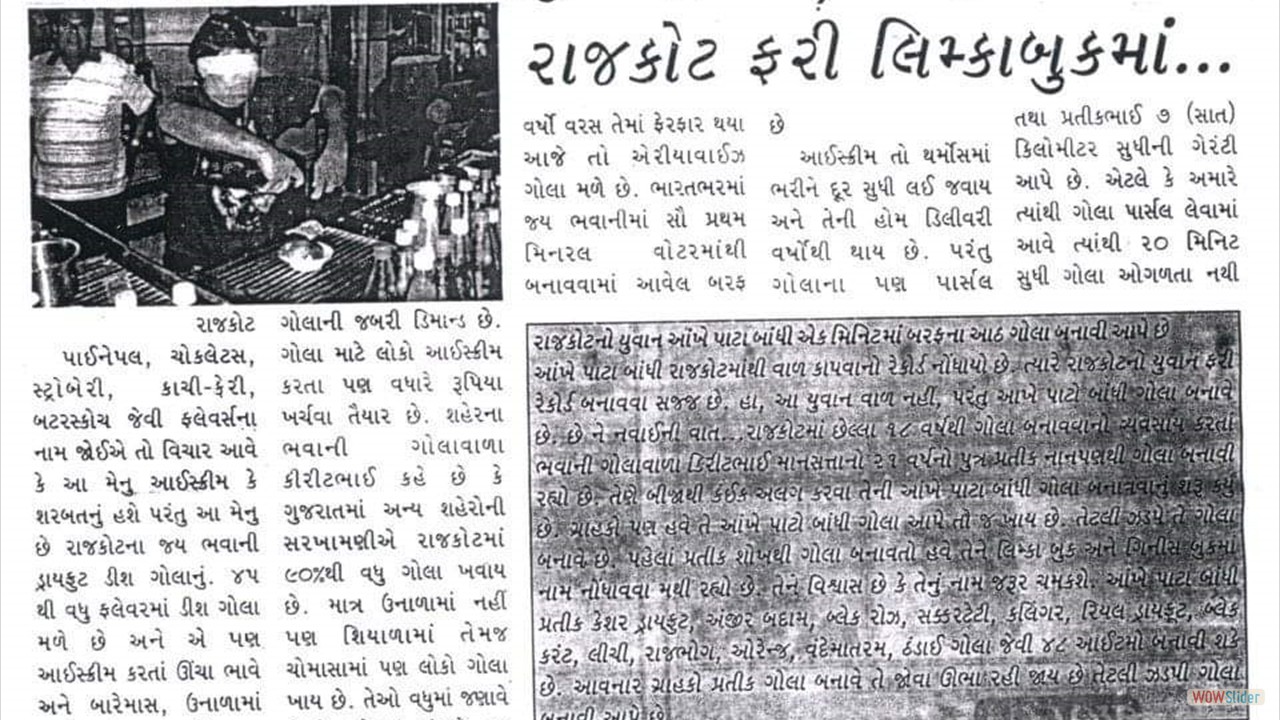 રાજકોટ ફરી લિમ્કાબુકમાં...
રાજકોટ
પાઈનેપલ, ચોકલેટસ,
સ્ટ્રોબેરી, કાચી-કેરી,
બટરસ્કોચ જેવી ફલેવર્સના
નામ જોઈએ તો વિચાર આવે
કે આ મેનુ આઈસ્ક્રીમ કે
શરબતનું હશે પરંતુ આ મેનુ
છે રાજકોટના જય ભવાની
ડ્રાયફુટ ડીશ ગોલાનું. ૪૫
થી વધુ ફલેવરમાં ડીશ ગોલા
મળે છે અને એ પણ
આઈસ્ક્રીમ કરતાં ઊંચા ભાવે
અને બારેમાસ, ઉનાળામાં
ગોલાની જબરી ડિમાન્ડ છે.
ગોલા માટે લોકો આઈસ્ક્રીમ
કરતા પણ વધારે રૂપિયા
ખર્ચવા તૈયાર છે. શહેરના
ભવાની ગોલાવાળા
કીરીટભાઈ કહે છે કે
ગુજરાતમાં અન્ય શહેરોની
સરખામણીએ રાજકોટમાં
૯૦%થી વધુ ગોલા ખવાય
છે. માત્ર ઉનાળામાં નહીં
પણ શિયાળામાં તેમજ
ચોમાસામાં પણ લોકો ગોલા
ખાય છે. તેઓ વધુમાં જણાવે
વર્ષો વરસ તેમાં ફેરફાર થયા
આજે તો એરીયાવાઈઝ
ગોલા મળે છે. ભારતભરમાં
જય ભવાનીમાં સૌ પ્રથમ
મિનરલ વોટરમાંથી
બનાવવામાં આવેલ બરફ
છે
આઈસ્ક્રીમ તો થર્મોસમાં
ભરીને દૂર સુધી લઈ જવાય
અને તેની હોમ ડિલીવરી
વર્ષોથી થાય છે. પરંતુ
ગોલાના પણ પાર્સલ
તથા પ્રતીકભાઈ ૭ (સાત)
કિલોમીટર સુધીની ગેરંટી
આપે છે. એટલે કે અમારે
ત્યાંથી ગોલા પાર્સલ લેવામાં
આવે ત્યાંથી ૨૦ મિનિટ
સુધી ગોલા ઓગળતા નથી
રાજકોટનો યુવાન આંખે પાટા બાંધી એક મિનિટમાં બરફના આઠ ગોલા બનાવી આપે છે
આંખે પાટા બાંધી રાજકોટમાંથી વાળ કાપવાનો રેકોર્ડ નોંધાયો છે. ત્યારે રાજકોટનો યુવાન ફરી
રેકોર્ડ બનાવવા સજ્જ છે. હા, આ યુવાન વાળ નહીં, પરંતુ આંખે પાટો બાંધી ગોલા બનાવે
છે. છે ને નવાઈની વાત...રાજકોટમાં છેલ્લા ૧૮ વર્ષથી ગોલા બનાવવાનો વ્યવસાય કરતાં
ભવાની ગોલાવાળા કિરીટભાઈ માનસત્તાનો ૨૧ વર્ષનો પુત્ર પ્રતીક નાનપણથી ગોલા બનાવી
રહ્યો છે. તેણે બીજાથી કંઈક અલગ કરવા તેની આંખે પાટા બાંધી ગોલા બનાવવાનું શરૂ કર્યું
છે. ગ્રાહકો પણ હવે તે આંખે પાટો બાંધી ગોલા આપે તો જ ખાય છે. તેટલી ઝડપે તે ગોલા
બનાવે છે. પહેલાં પ્રતીક શોખથી ગોલા બનાવતો હવે તેને લિમ્કા બુક અને ગિનીસ બુકમાં
નામ નોંધાવવા મથી રહ્યો છે. તેને વિશ્વાસ છે કે તેનું નામ જરૂર ચમકશે. આંખે પાટા બાંધી
પ્રતીક કેશર ડ્રાયફુટ, અંજીર બદામ, બ્લેક રોઝ, સક્કરટેટી, કલિંગર, રિયલ ડ્રાયફૂટ, બ્લેક
કરંટ, લીચી, રાજભોગ, ઓરેન્જ, વંદેમાતરમ, ઠંડાઈ ગોલા જેવી ૪૮ આઈટમો બનાવી શકે
છે. આવનાર ગ્રાહકો પ્રતીક ગોલા બનાવે તે જોવા ઊભા રહી જાય છે તેટલી ઝડપી ગોલા
બનાવી આપે છે
WOWSlider